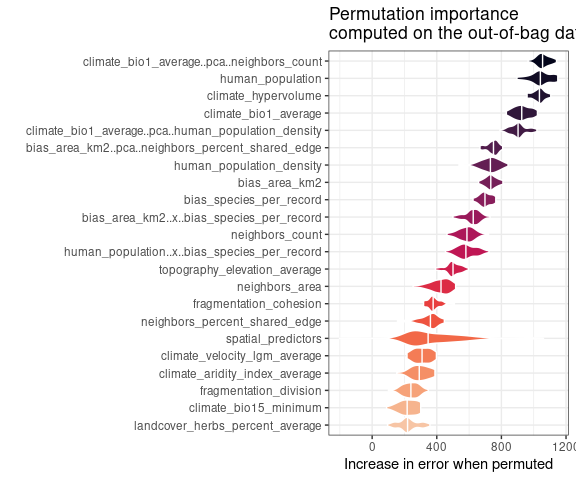 Permutation importance
computed on the out-of-bag da
climate_bio1_average..pca..neighbors_count
human_population
climate_hypervolume
climate_bio1_average
climate_bio1_average..pca..human_population_density
bias_area_km2..pca..neighbors_percent_shared_edge
human_population_density
bias_area_km2
bias_species_per_record
bias_area_km2..x..bias_species_per_record
neighbors_count
human_population..x..bias_species_per_record
topography_elevation_average
neighbors_area
fragmentation_cohesion
neighbors_percent_shared_edge
spatial_predictors
climate_velocity_lgm_average
climate_aridity_index_average
fragmentation_division
climate_bio15_minimum
landcover_herbs_percent_average
0 400 800 1200
Increase in error when permuted